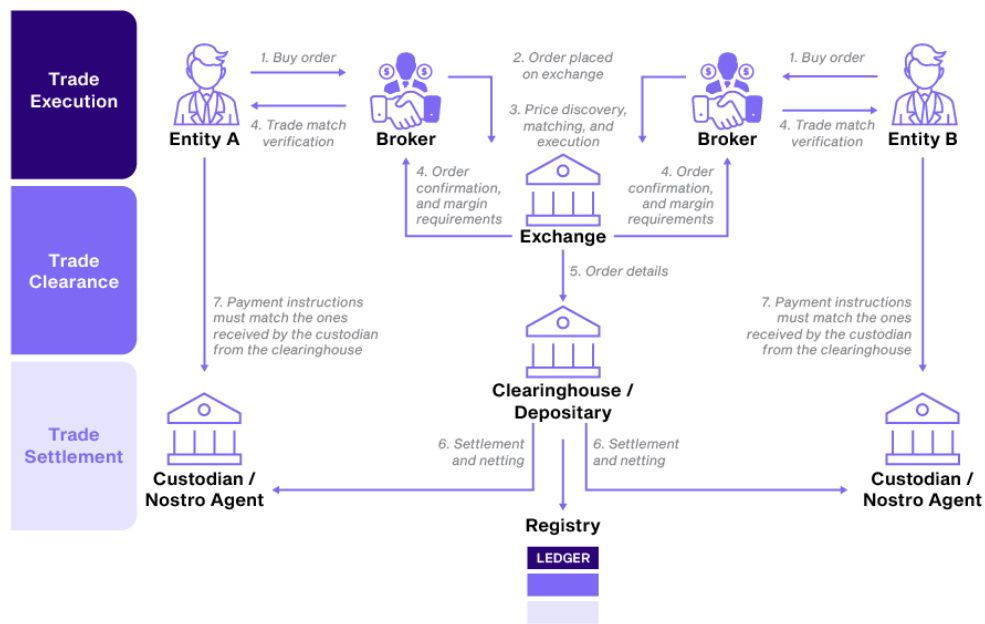 Trade
Execution
1. Buy order
4. Trade match
verification
Entity A
Broker
2. Order placed
on exchange
3. Price discovery,
matching, and
execution
1. Buy order
4. Trade match
verification
Broker
Entity B
4. Order
confirmation,
and margin
requirements
4. Order
confirmation,
and margin
requirements
Exchange
Trade
Clearance
5. Order details
7. Payment instructions
must match the ones
received by the custodian
from the clearinghouse
7. Payment instructions
must match the ones
received by the custodian
from the clearinghouse
Clearinghouse /
Depositary
Trade
Settlement
6. Settlement
and netting
6. Settlement
and netting
Custodian /
Nostro Agent
Custodian /
Nostro Agent
Registry
LEDGER